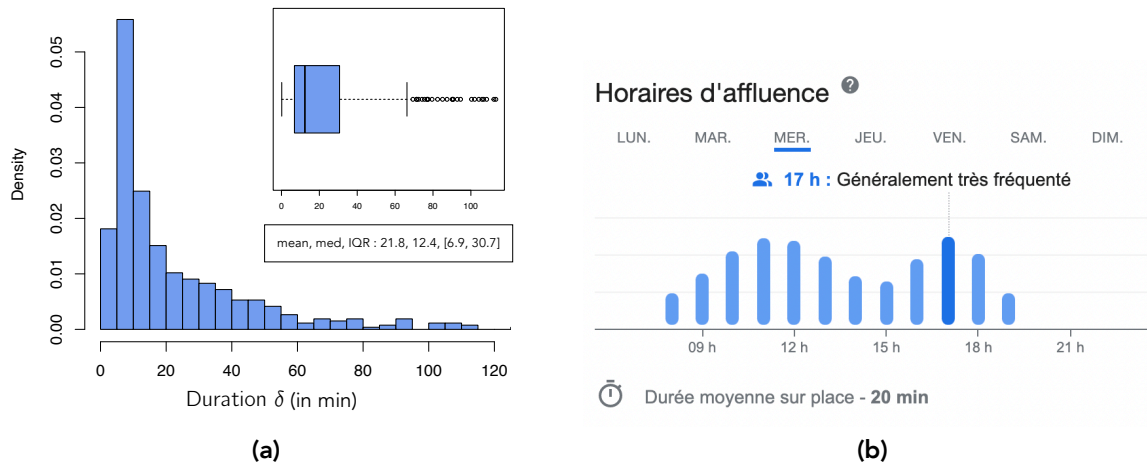 Density
0.05
0.04
0.03
0.02
0.01
0.00
0 20 40 60 80 100
mean, med, IQR : 21.8, 12.4, [6.9, 30.7]
0 20 40 60 80 100 120
Duration δ (in min)
(a)
Horaires d'affluence ?
LUN. MAR. MER. JEU. VEN. SAM. DIM.
17 h : Généralement très fréquenté
09 h 12 h 15 h 18 h 21 h
Durée moyenne sur place - 20 min
(b)